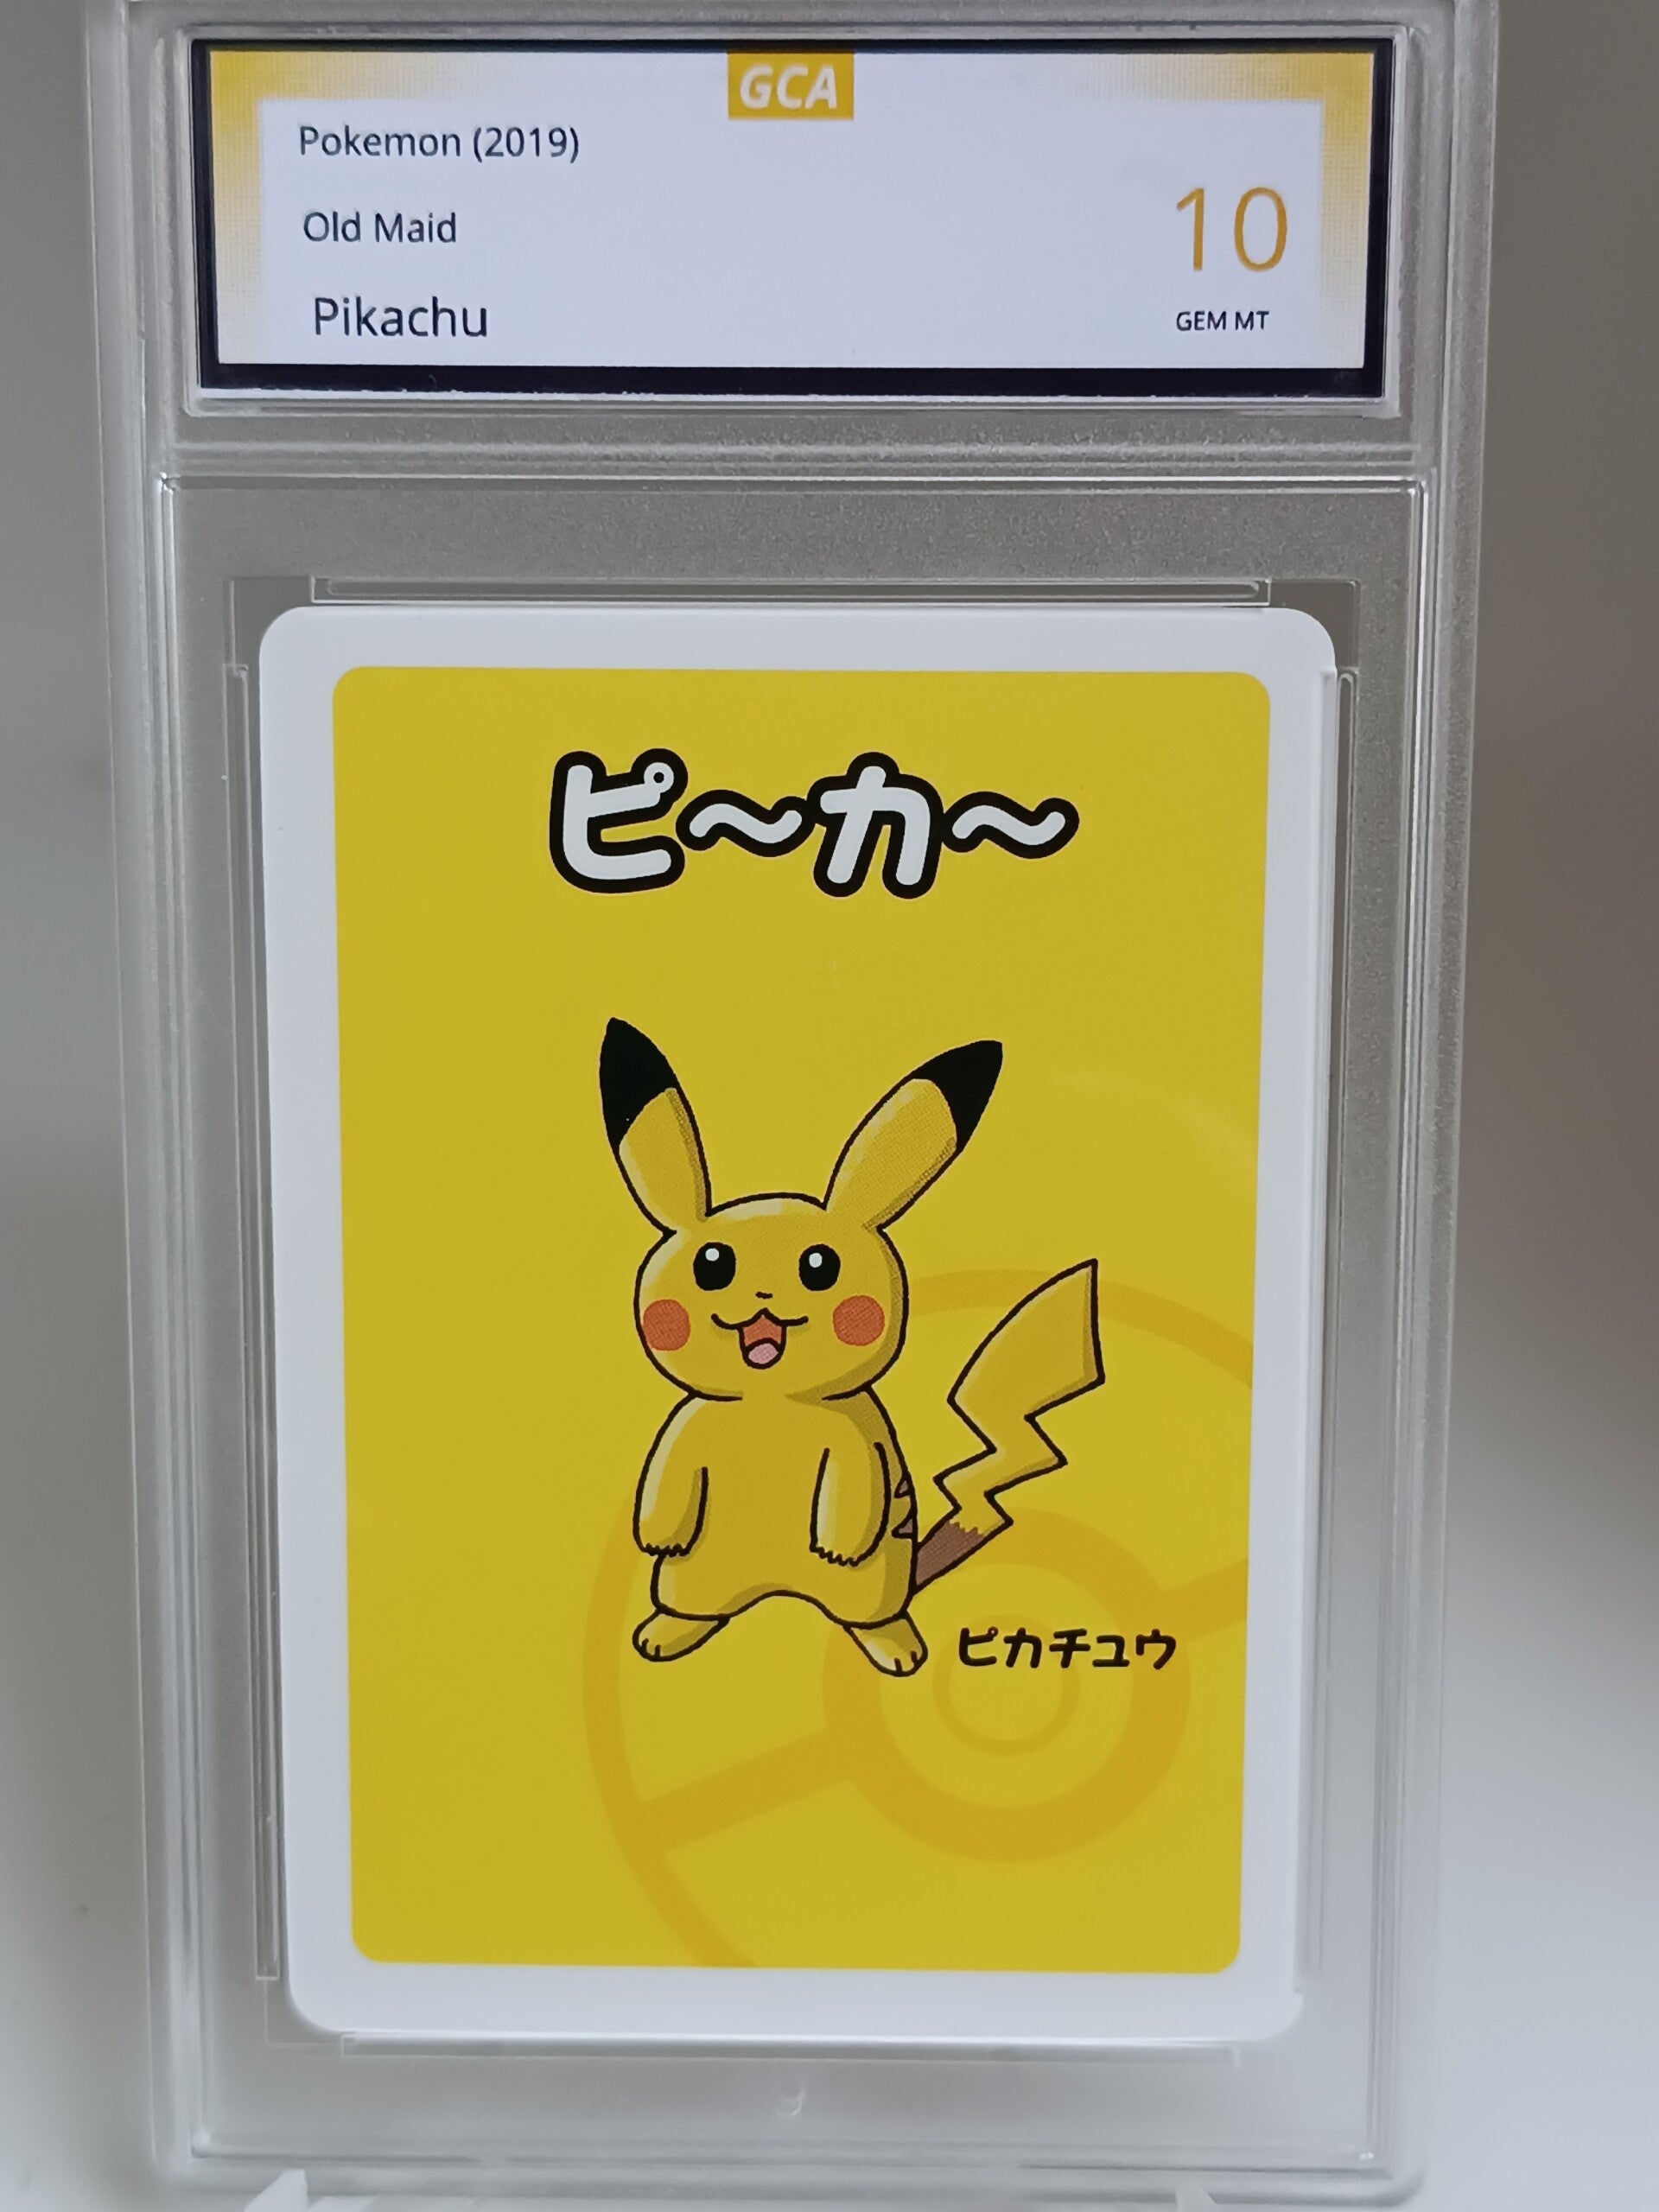 GCA
Pokemon (2019)
Old Maid
10
Pikachu
GEM MT
ピ〜カ〜
ピカチュウ